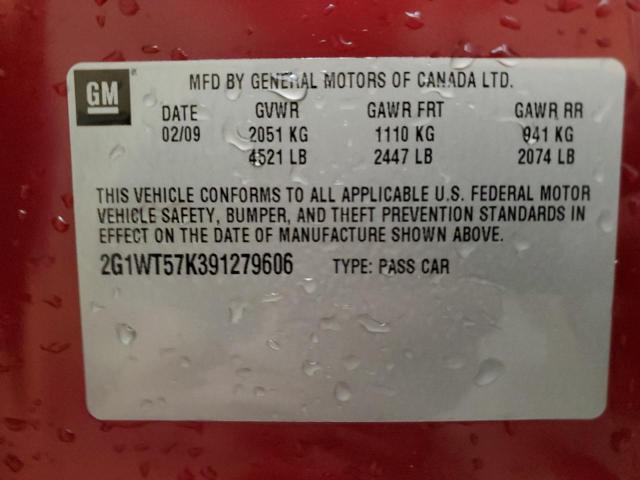 GM
MFD BY GENERAL MOTORS OF CANADA LTD.
DATE GVWR GAWR FRT GAWR RR
02/09 2051 KG 1110 KG 941 KG
4521 LB 2447 LB 2074 LB
THIS VEHICLE CONFORMS TO ALL APPLICABLE U.S. FEDERAL MOTOR
VEHICLE SAFETY, BUMPER, AND THEFT PREVENTION STANDARDS IN
EFFECT ON THE DATE OF MANUFACTURE SHOWN ABOVE.
2G1WT57K391279606 TYPE: PASS CAR